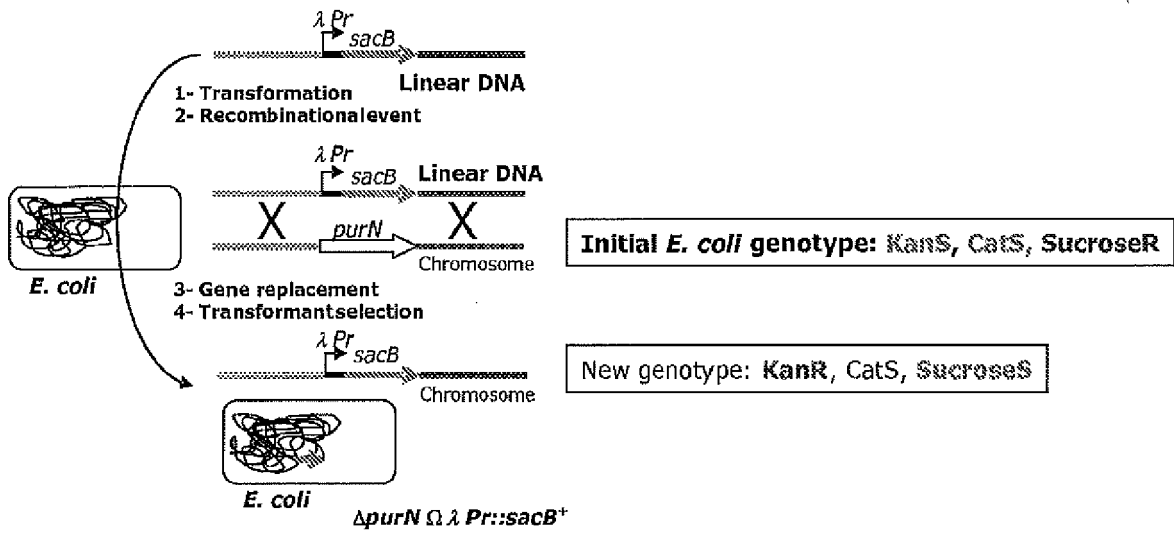 λ Pr
sacB
Linear DNA
1- Transformation
2- Recombinationalevent
λ Pr
sacB
Linear DNA
X
X
purN
Chromosome
Initial E. coli genotype: KanS, CatS, SucroseR
E. coli
3- Gene replacement
4- Transformantselection
λ Pr
sacB
Chromosome
New genotype: KanR, CatS, SucroseS
E. coli
ΔpurN Ω λ Pr::sacB⁺